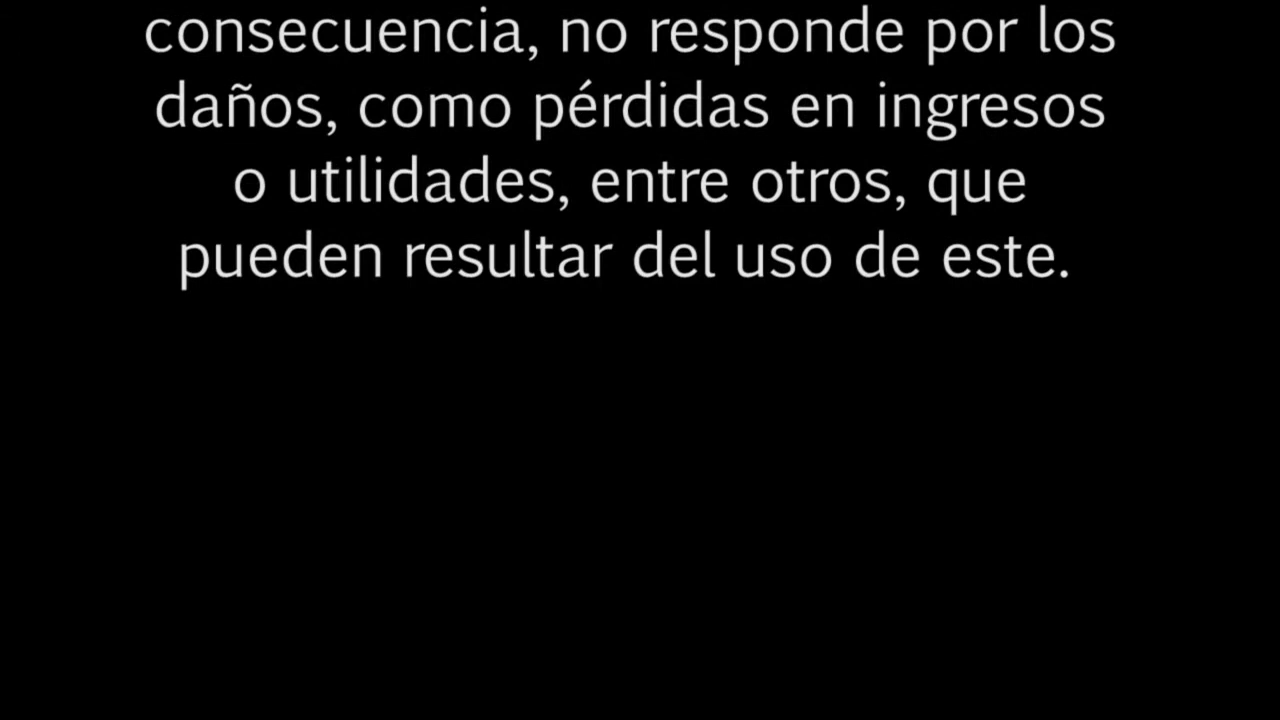 consecuencia, no responde por los
daños, como pérdidas en ingresos
o utilidades, entre otros, que
pueden resultar del uso de este.